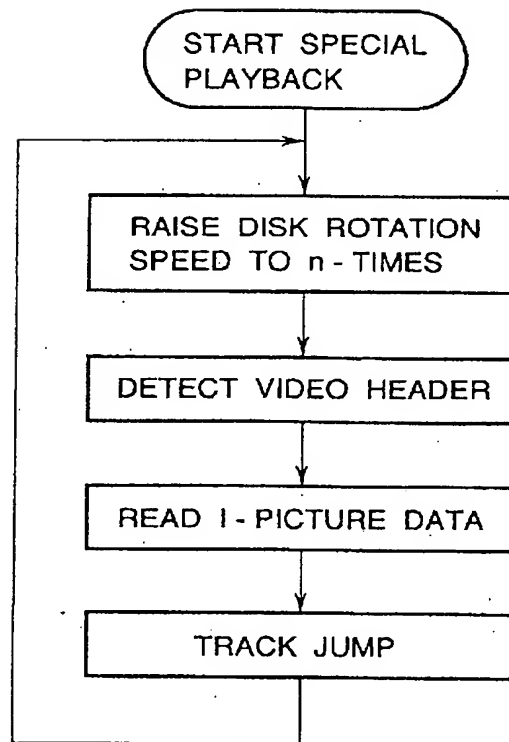 START SPECIAL
PLAYBACK
RAISE DISK ROTATION
SPEED TO n-TIMES
DETECT VIDEO HEADER
READ I-PICTURE DATA
TRACK JUMP